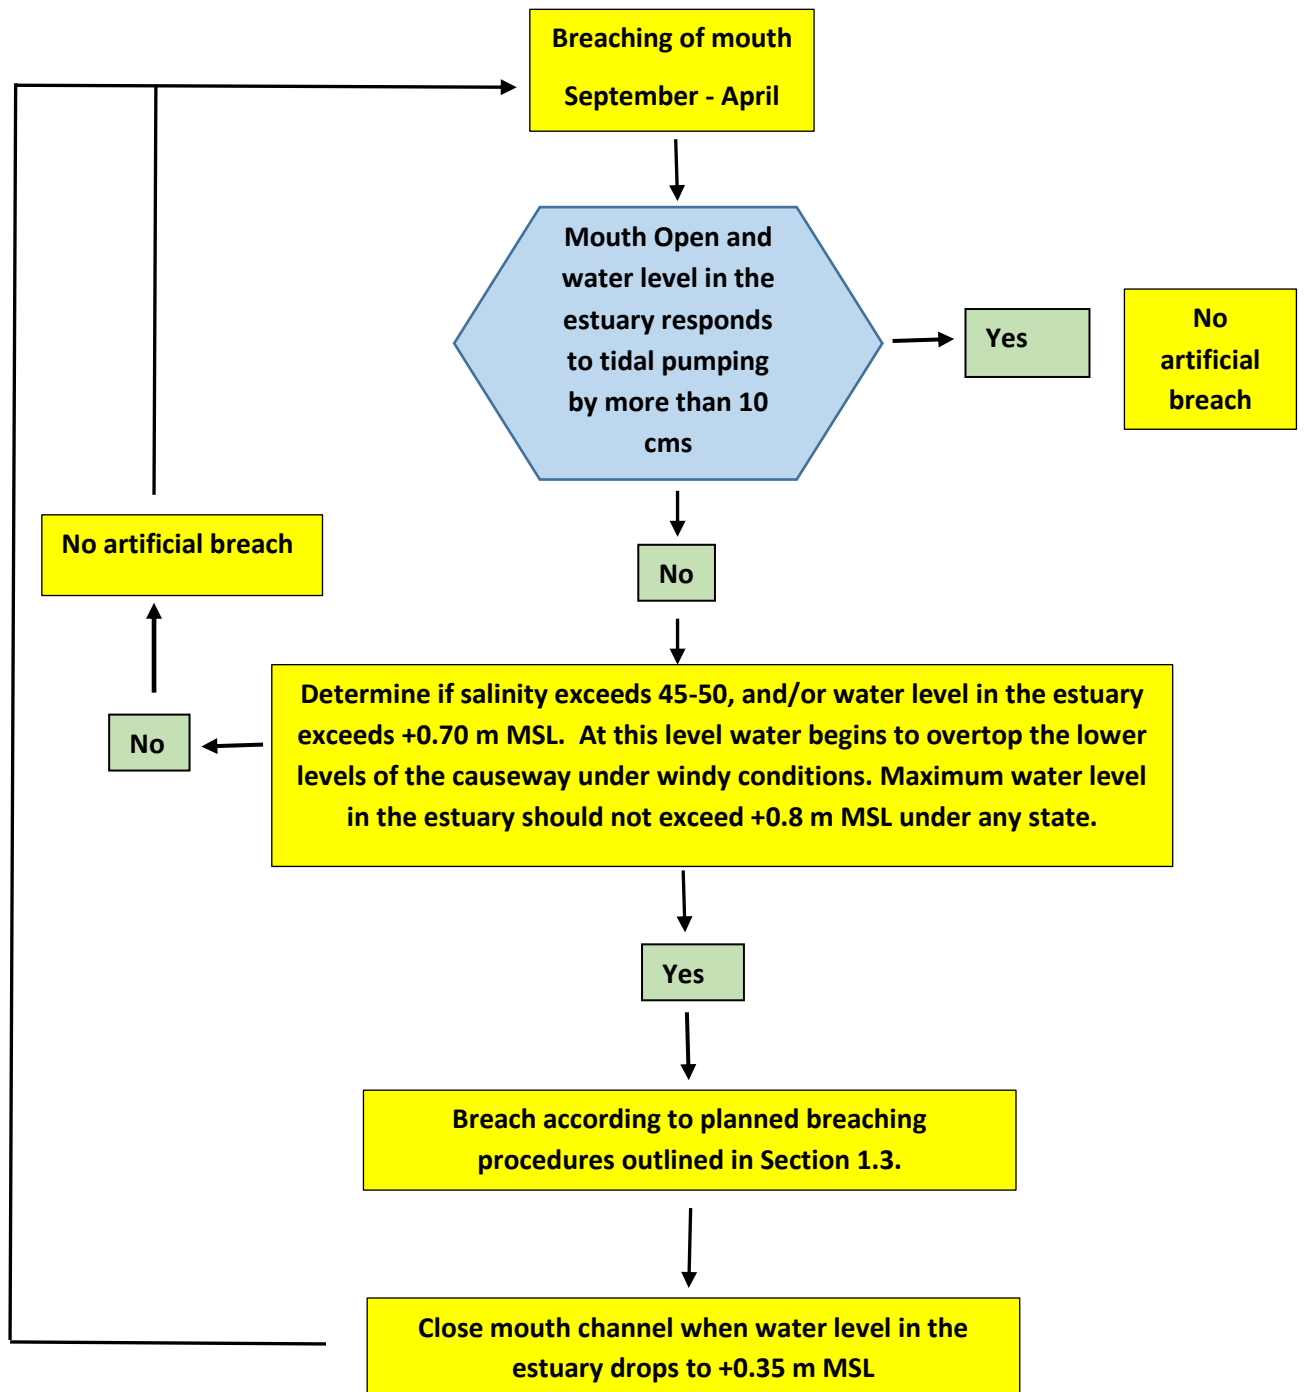 Breaching of mouth
September - April
Mouth Open and
water level in the
estuary responds
to tidal pumping
by more than 10
cms
Yes
No
artificial
breach
No artificial breach
No
Determine if salinity exceeds 45-50, and/or water level in the estuary
exceeds +0.70 m MSL.  At this level water begins to overtop the lower
levels of the causeway under windy conditions. Maximum water level
in the estuary should not exceed +0.8 m MSL under any state.
No
Yes
Breach according to planned breaching
procedures outlined in Section 1.3.
Close mouth channel when water level in the
estuary drops to +0.35 m MSL